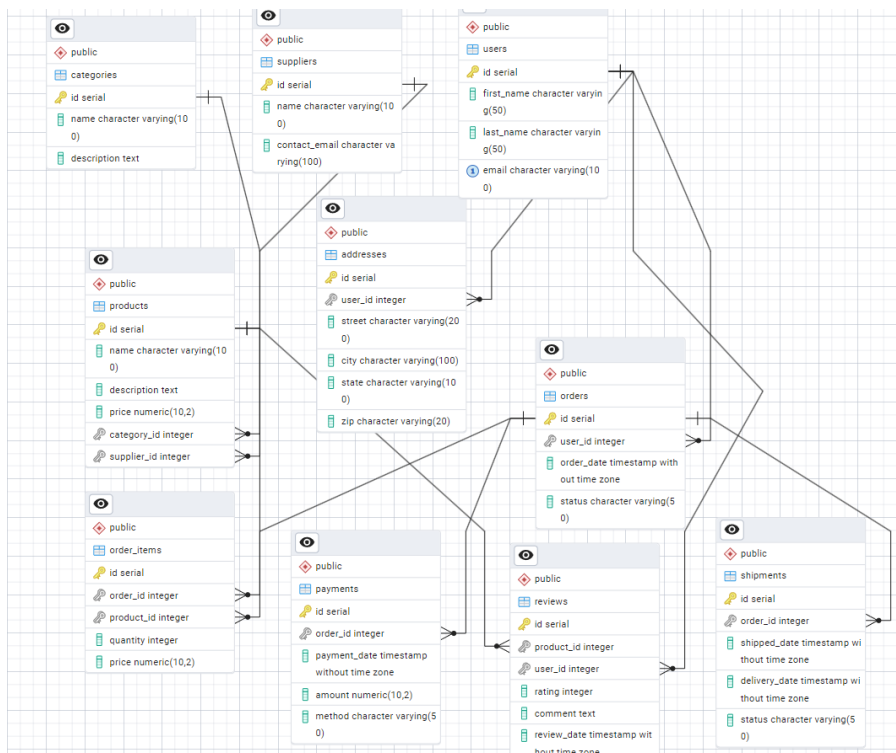 public
categories
id serial
name character varying(10
0)
description text
public
suppliers
id serial
name character varying(10
0)
contact_email character va
rying(100)
public
users
id serial
first_name character varyin
g(50)
last_name character varyin
g(50)
email character varying(10
0)
public
addresses
id serial
user_id integer
street character varying(20
0)
city character varying(100)
state character varying(10
0)
zip character varying(20)
public
products
id serial
name character varying(10
0)
description text
price numeric(10,2)
category_id integer
supplier_id integer
public
orders
id serial
user_id integer
order_date timestamp with
out time zone
status character varying(5
0)
public
order_items
id serial
order_id integer
product_id integer
quantity integer
price numeric(10,2)
public
payments
id serial
order_id integer
payment_date timestamp
without time zone
amount numeric(10,2)
method character varying(5
0)
public
reviews
id serial
product_id integer
user_id integer
rating integer
comment text
review_date timestamp wit
hout time zone
public
shipments
id serial
order_id integer
shipped_date timestamp wi
thout time zone
delivery_date timestamp wi
thout time zone
status character varying(5
0)